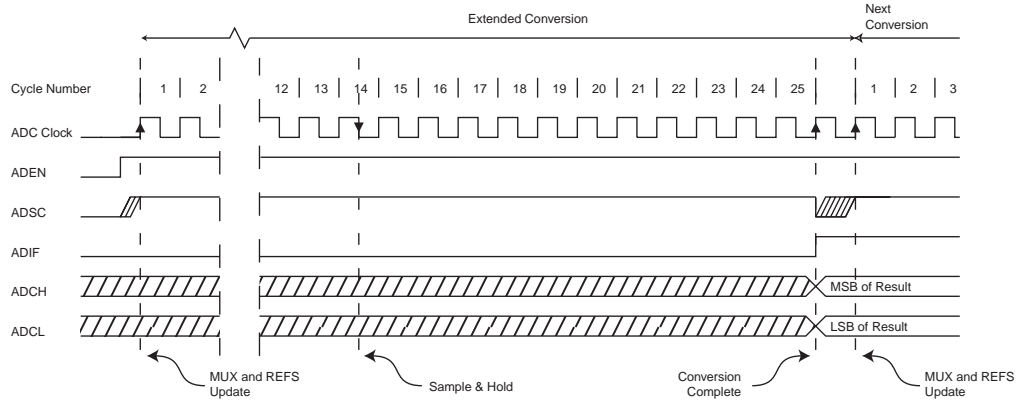 Extended Conversion
Next
Conversion
Cycle Number 1 2 12 13 14 15 16 17 18 19 20 21 22 23 24 25 1 2 3
ADC Clock
ADEN
ADSC
ADIF
ADCH MSB of Result
ADCL LSB of Result
MUX and REFS
Update
Sample & Hold
Conversion
Complete
MUX and REFS
Update